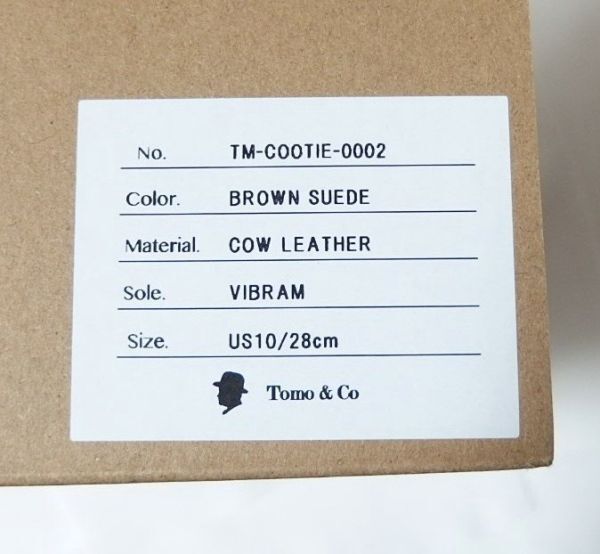 No. TM-COOTIE-0002
Color. BROWN SUEDE
Material. COW LEATHER
Sole. VIBRAM
Size. US10/28cm
Tomo & Co